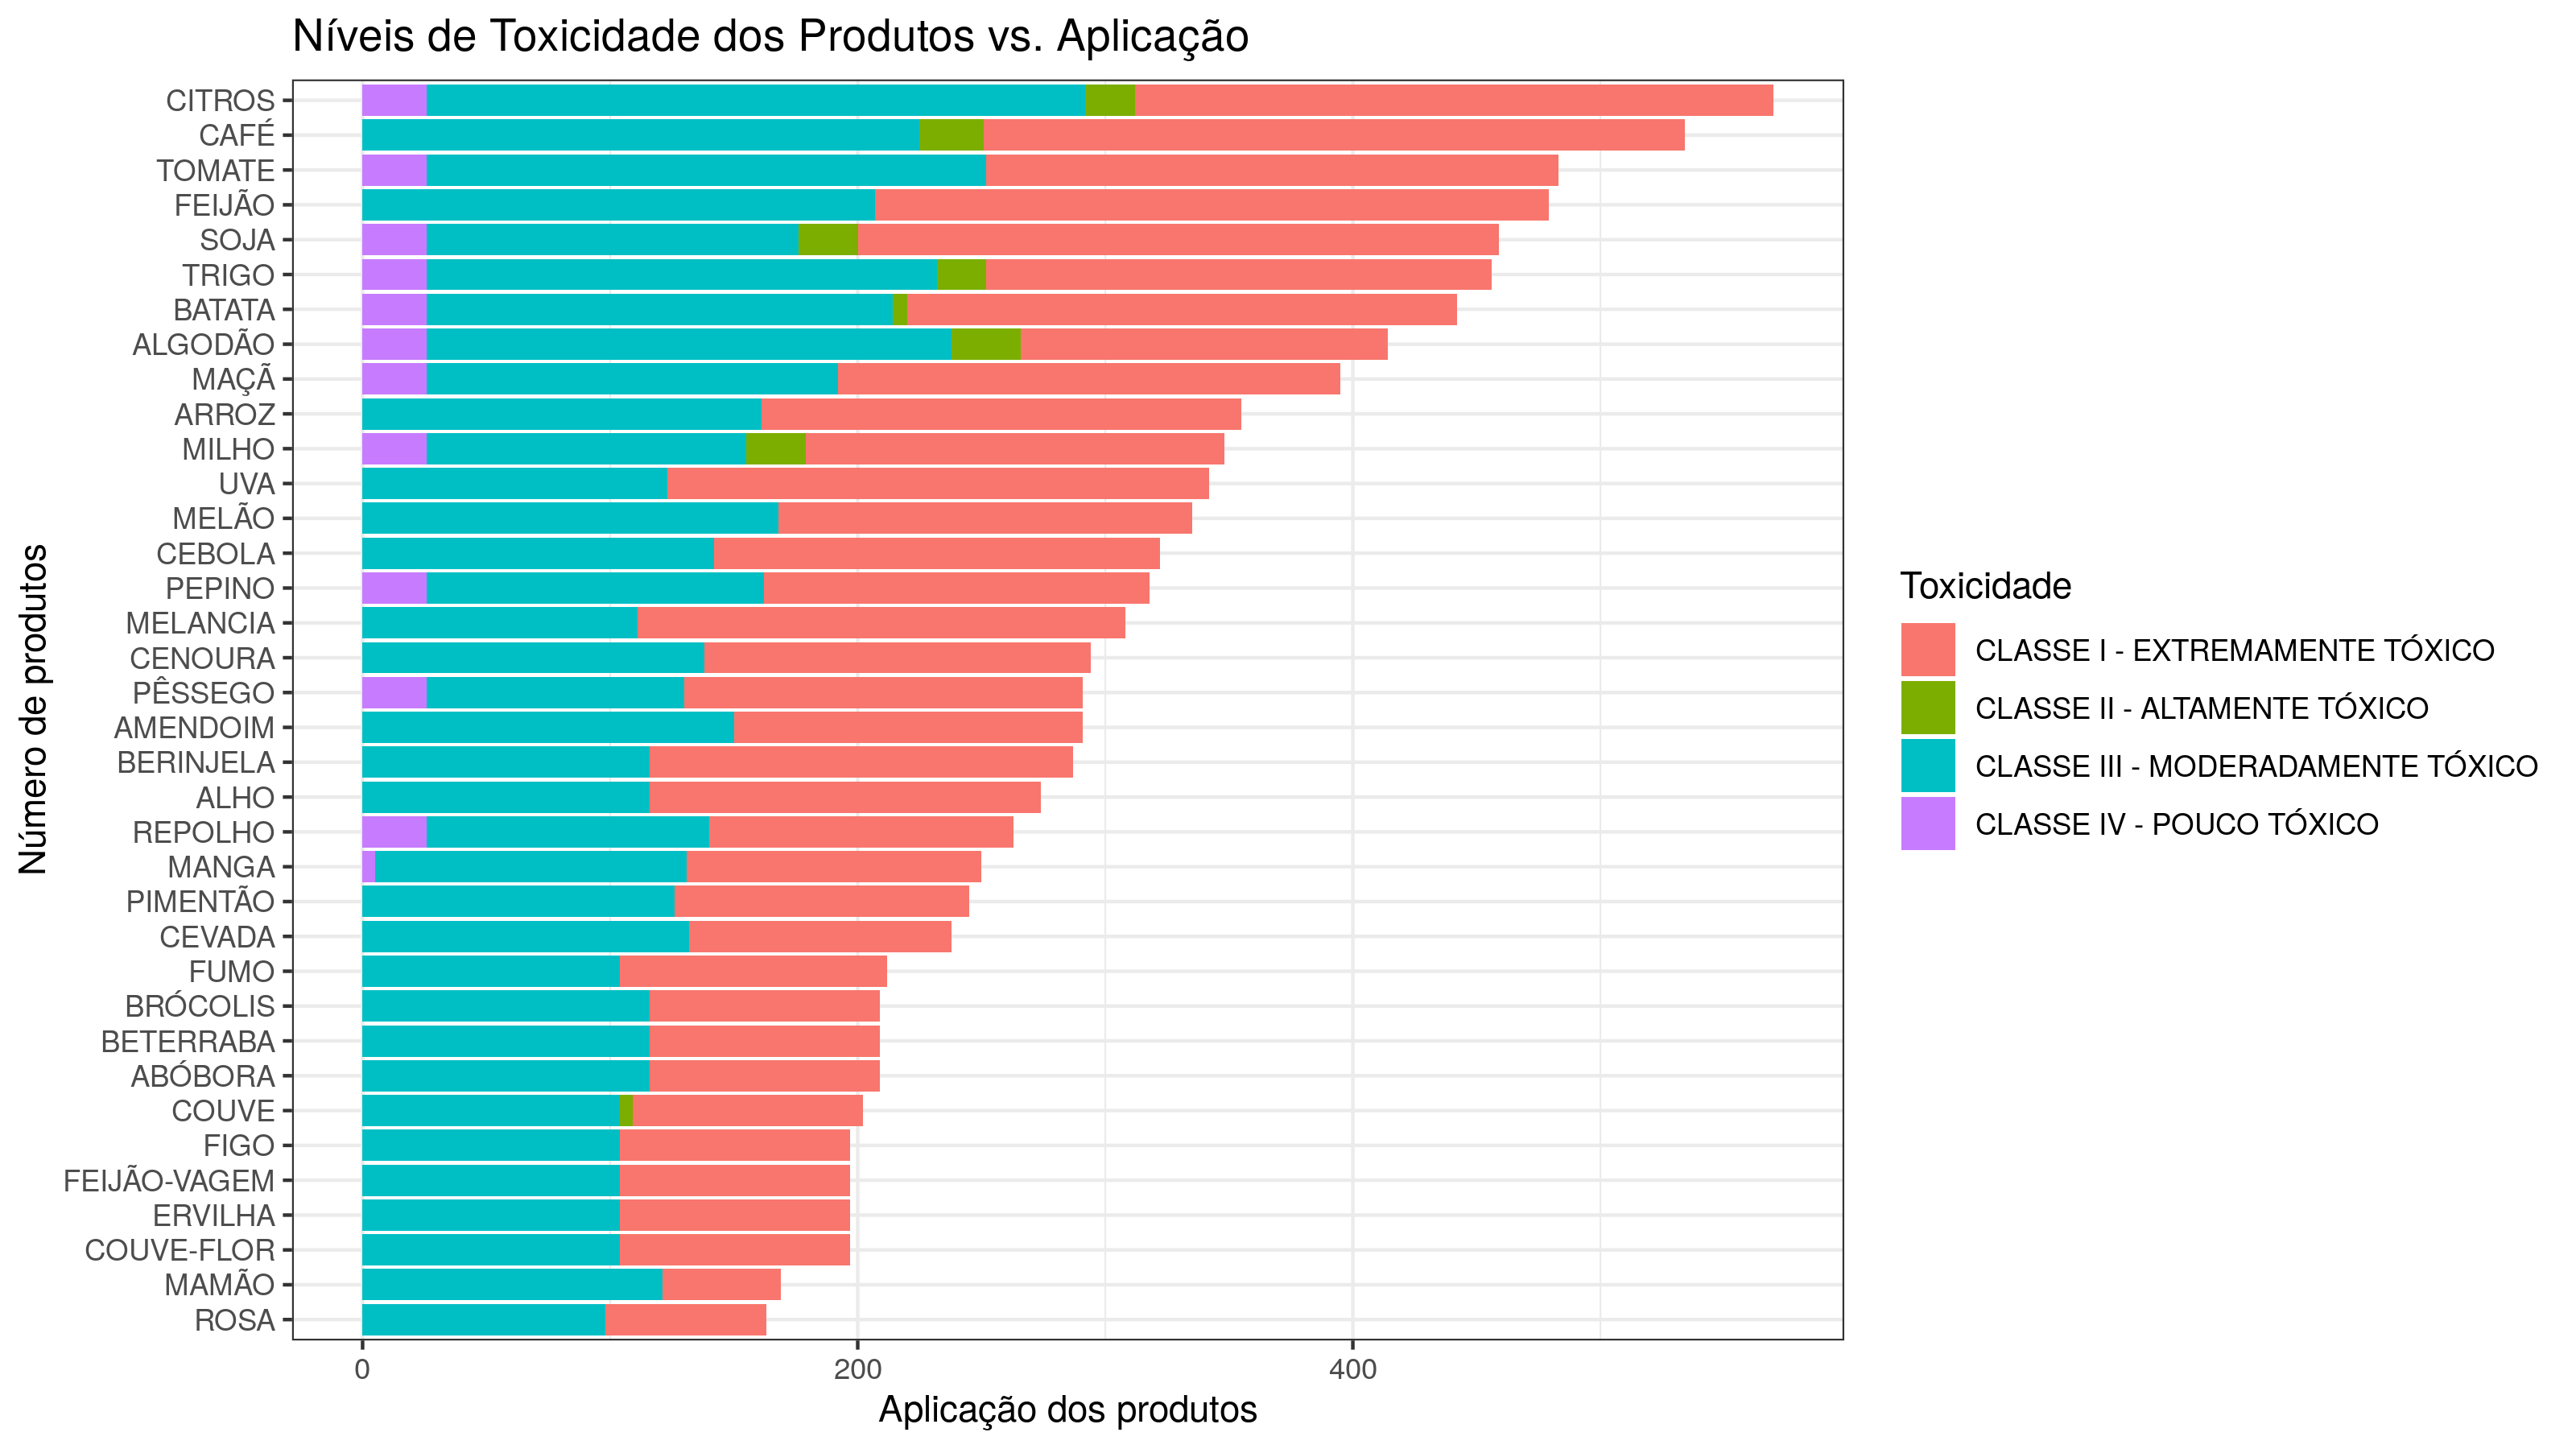 Níveis de Toxicidade dos Produtos vs. Aplicação
CITROS
CAFÉ
TOMATE
FEIJÃO
SOJA
TRIGO
BATATA
ALGODÃO
MAÇÃ
ARROZ
MILHO
UVA
MELÃO
CEBOLA
PEPINO
MELANCIA
CENOURA
PÊSSEGO
AMENDOIM
BERINJELA
ALHO
REPOLHO
MANGA
PIMENTÃO
CEVADA
FUMO
BRÓCOLIS
BETERRABA
ABÓBORA
COUVE
FIGO
FEIJÃO-VAGEM
ERVILHA
COUVE-FLOR
MAMÃO
ROSA
Número de produtos
0 200 400
Aplicação dos produtos
Toxicidade
CLASSE I - EXTREMAMENTE TÓXICO
CLASSE II - ALTAMENTE TÓXICO
CLASSE III - MODERADAMENTE TÓXICO
CLASSE IV - POUCO TÓXICO